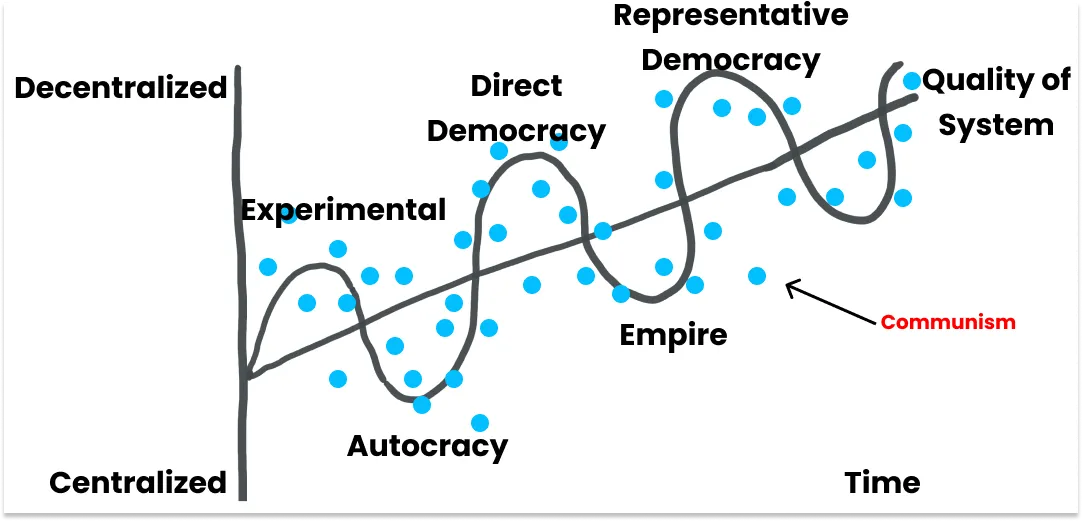 Representative
Democracy
Decentralized
Direct
Democracy
Quality of
System
Experimental
Communism
Empire
Autocracy
Centralized
Time